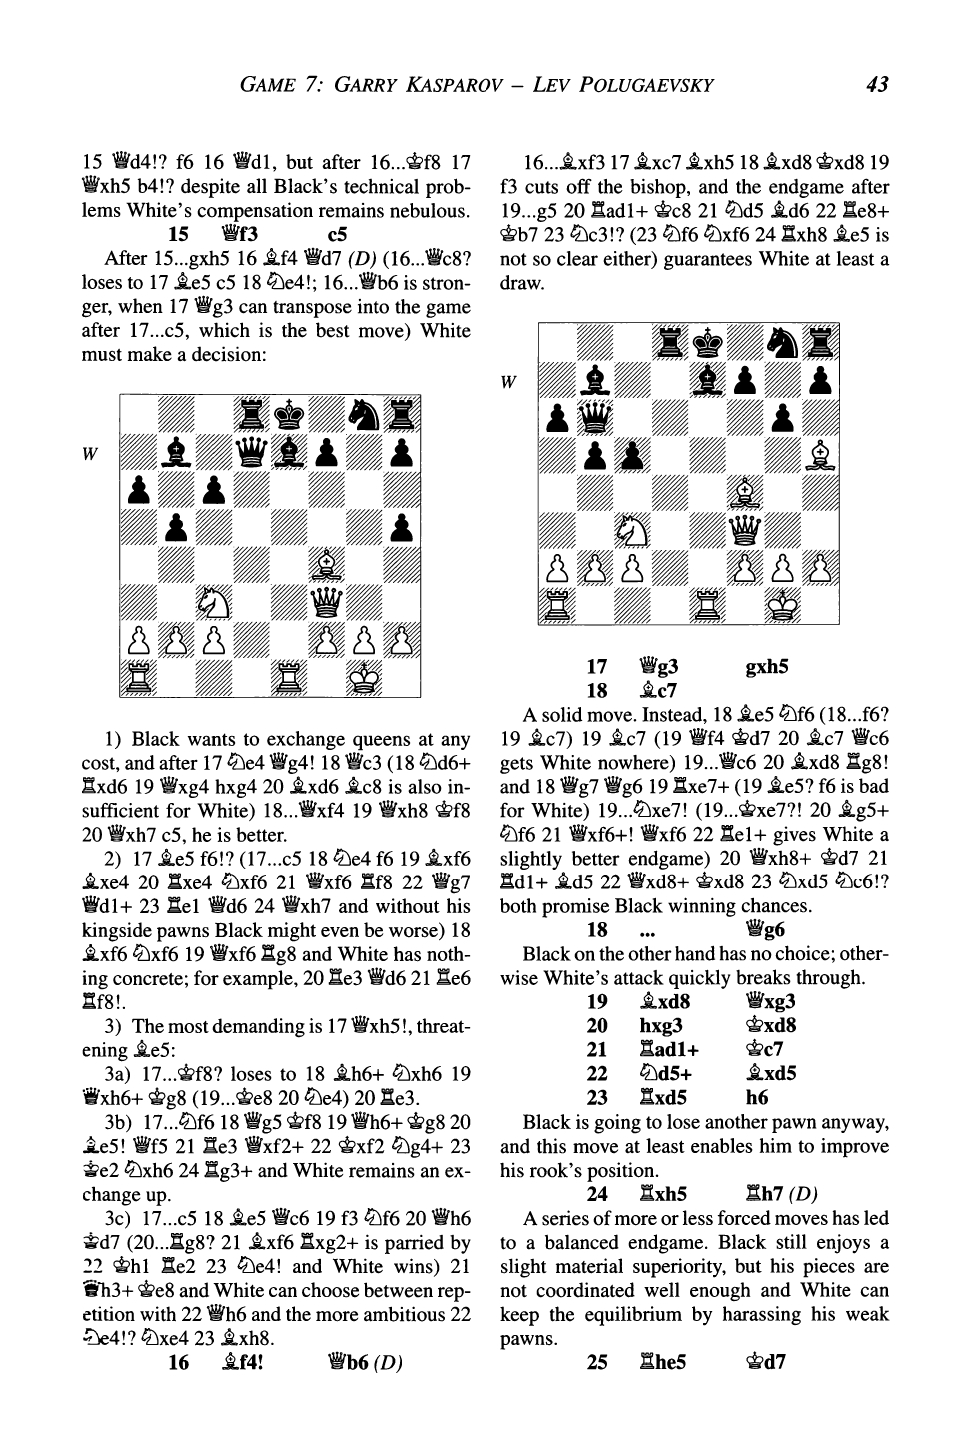 GAME 7: GARRY KASPAROV – LEV POLUGAEVSKY 43
15 ♕d4!? f6 16 ♕d1, but after 16...♔f8 17
♕xh5 b4!? despite all Black's technical prob-
lems White's compensation remains nebulous.
15 ♕f3 c5
After 15...gxh5 16 ♗f4 ♕d7 (D) (16...♕c8?
loses to 17 ♗e5 c5 18 ♘e4!; 16...♕b6 is stron-
ger, when 17 ♕g3 can transpose into the game
after 17...c5, which is the best move) White
must make a decision:
W
1) Black wants to exchange queens at any
cost, and after 17 ♘e4 ♕g4! 18 ♕c3 (18 ♘d6+
♖xd6 19 ♕xg4 hxg4 20 ♗xd6 ♗c8 is also in-
sufficient for White) 18...♕xf4 19 ♕xh8 ♔f8
20 ♕xh7 c5, he is better.
2) 17 ♗e5 f6!? (17...c5 18 ♘e4 f6 19 ♗xf6
♗xe4 20 ♖xe4 ♘xf6 21 ♕xf6 ♖f8 22 ♕g7
♕d1+ 23 ♖e1 ♕d6 24 ♕xh7 and without his
kingside pawns Black might even be worse) 18
♗xf6 ♘xf6 19 ♕xf6 ♖g8 and White has noth-
ing concrete; for example, 20 ♖e3 ♕d6 21 ♖e6
♖f8!.
3) The most demanding is 17 ♕xh5!, threat-
ening ♗e5:
3a) 17...♔f8? loses to 18 ♗h6+ ♘xh6 19
♕xh6+ ♔g8 (19...♔e8 20 ♘e4) 20 ♖e3.
3b) 17...♘f6 18 ♕g5 ♔f8 19 ♕h6+ ♔g8 20
♗e5! ♕f5 21 ♖e3 ♕xf2+ 22 ♔xf2 ♘g4+ 23
♔e2 ♘xh6 24 ♖g3+ and White remains an ex-
change up.
3c) 17...c5 18 ♗e5 ♕c6 19 f3 ♘f6 20 ♕h6
♔d7 (20...♖g8? 21 ♗xf6 ♖xg2+ is parried by
22 ♔h1 ♖e2 23 ♘e4! and White wins) 21
♕h3+ ♔e8 and White can choose between rep-
etition with 22 ♕h6 and the more ambitious 22
♘e4!? ♘xe4 23 ♗xh8.
16 ♗f4! ♕b6 (D)
16...♗xf3 17 ♗xc7 ♗xh5 18 ♗xd8 ♔xd8 19
f3 cuts off the bishop, and the endgame after
19...g5 20 ♖ad1+ ♔c8 21 ♘d5 ♗d6 22 ♖e8+
♔b7 23 ♘c3!? (23 ♘f6 ♘xf6 24 ♖xh8 ♗e5 is
not so clear either) guarantees White at least a
draw.
W
17 ♕g3 gxh5
18 ♗c7
A solid move. Instead, 18 ♗e5 ♘f6 (18...f6?
19 ♗c7) 19 ♗c7 (19 ♕f4 ♔d7 20 ♗c7 ♕c6
gets White nowhere) 19...♕c6 20 ♗xd8 ♖g8!
and 18 ♕g7 ♕g6 19 ♖xe7+ (19 ♗e5? f6 is bad
for White) 19...♘xe7! (19...♔xe7?! 20 ♗g5+
♘f6 21 ♕xf6+! ♕xf6 22 ♖e1+ gives White a
slightly better endgame) 20 ♕xh8+ ♔d7 21
♖d1+ ♗d5 22 ♕xd8+ ♔xd8 23 ♘xd5 ♘c6!?
both promise Black winning chances.
18 ... ♕g6
Black on the other hand has no choice; other-
wise White's attack quickly breaks through.
19 ♗xd8 ♕xg3
20 hxg3 ♔xd8
21 ♖ad1+ ♔c7
22 ♘d5+ ♗xd5
23 ♖xd5 h6
Black is going to lose another pawn anyway,
and this move at least enables him to improve
his rook's position.
24 ♖xh5 ♖h7 (D)
A series of more or less forced moves has led
to a balanced endgame. Black still enjoys a
slight material superiority, but his pieces are
not coordinated well enough and White can
keep the equilibrium by harassing his weak
pawns.
25 ♖he5 ♔d7